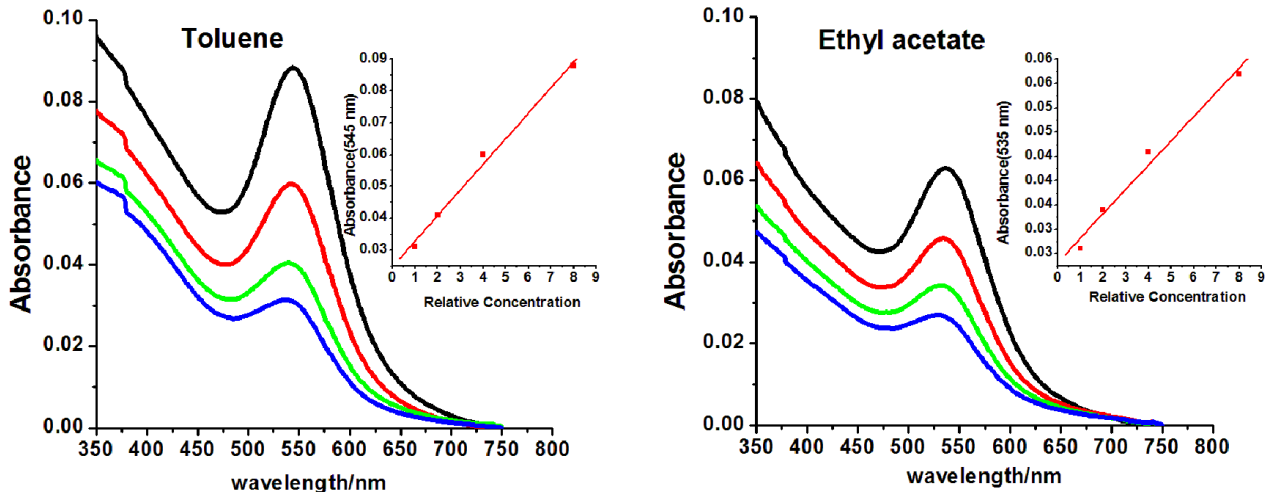 Toluene
Absorbance
0.10
0.08
0.06
0.04
0.02
0.00
350 400 450 500 550 600 650 700 750 800
wavelength/nm
Absorbance(545 nm)
0.09
0.08
0.07
0.06
0.05
0.04
0.03
0 1 2 3 4 5 6 7 8 9
Relative Concentration
Ethyl acetate
Absorbance
0.10
0.08
0.06
0.04
0.02
0.00
350 400 450 500 550 600 650 700 750 800
wavelength/nm
Absorbance(535 nm)
0.06
0.06
0.05
0.05
0.04
0.04
0.03
0.03
0 1 2 3 4 5 6 7 8 9
Relative Concentration